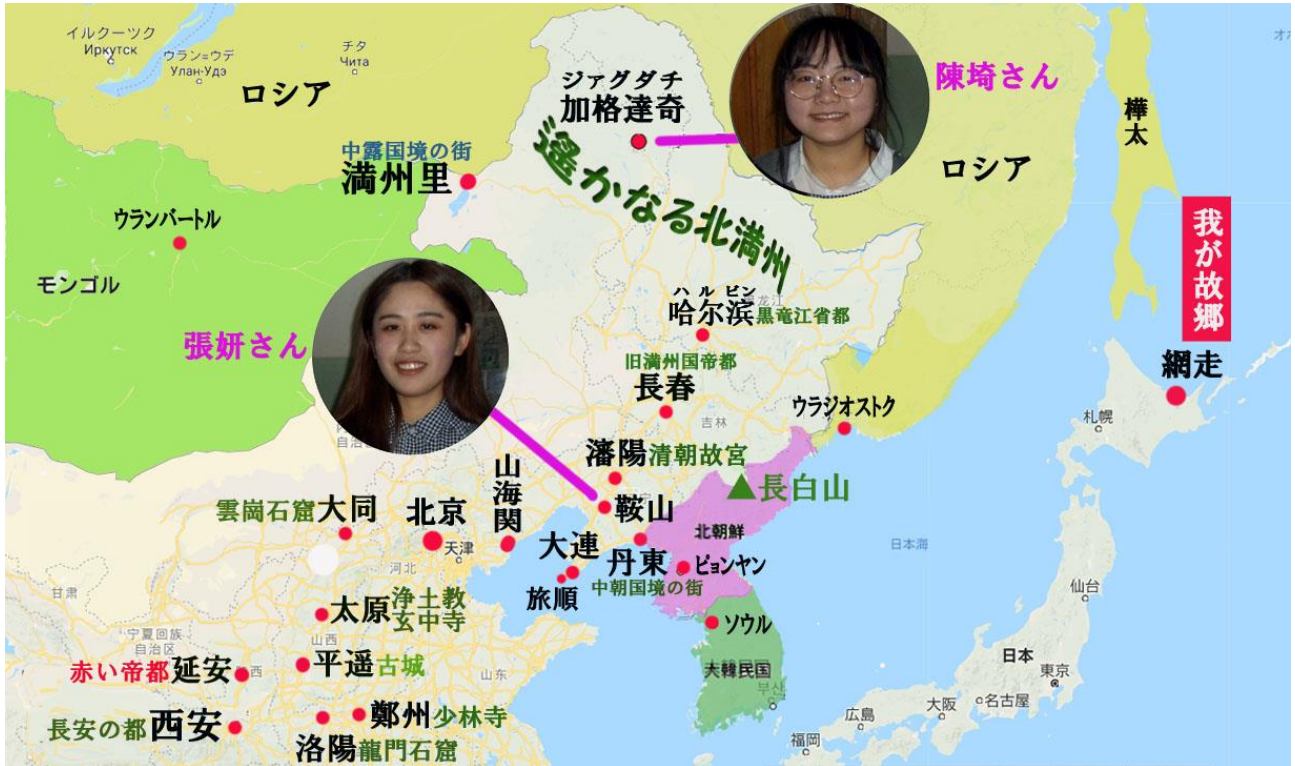 イルクーツク
Иркутск
ウラン=ウデ
Улан-Удэ
チタ
Чита
ロシア
ジァグダチ
加格達奇
陳埼さん
樺太
ロシア
中露国境の街
満州里
遙かなる北満州
我が故郷
網走
ウランバートル
モンゴル
ハルビン
哈尔滨
黒竜江省都
張妍さん
旧満州国帝都
長春
吉林
ウラジオストク
札幌
瀋陽
清朝故宮
長白山
山海関
鞍山
雲崗石窟
大同
北京
天津
河北
大連
旅順
丹東
中朝国境の街
北朝鮮
ピョンヤン
日本海
仙台
甘粛
太原
浄土教
玄中寺
ソウル
寧夏回族
自治区
山西
赤い帝都
延安
平遥
古城
山東
大韓民国
부산
日本
東京
長安の都
西安
鄭州
少林寺
洛陽
龍門石窟
広島
大阪
名古屋
福岡